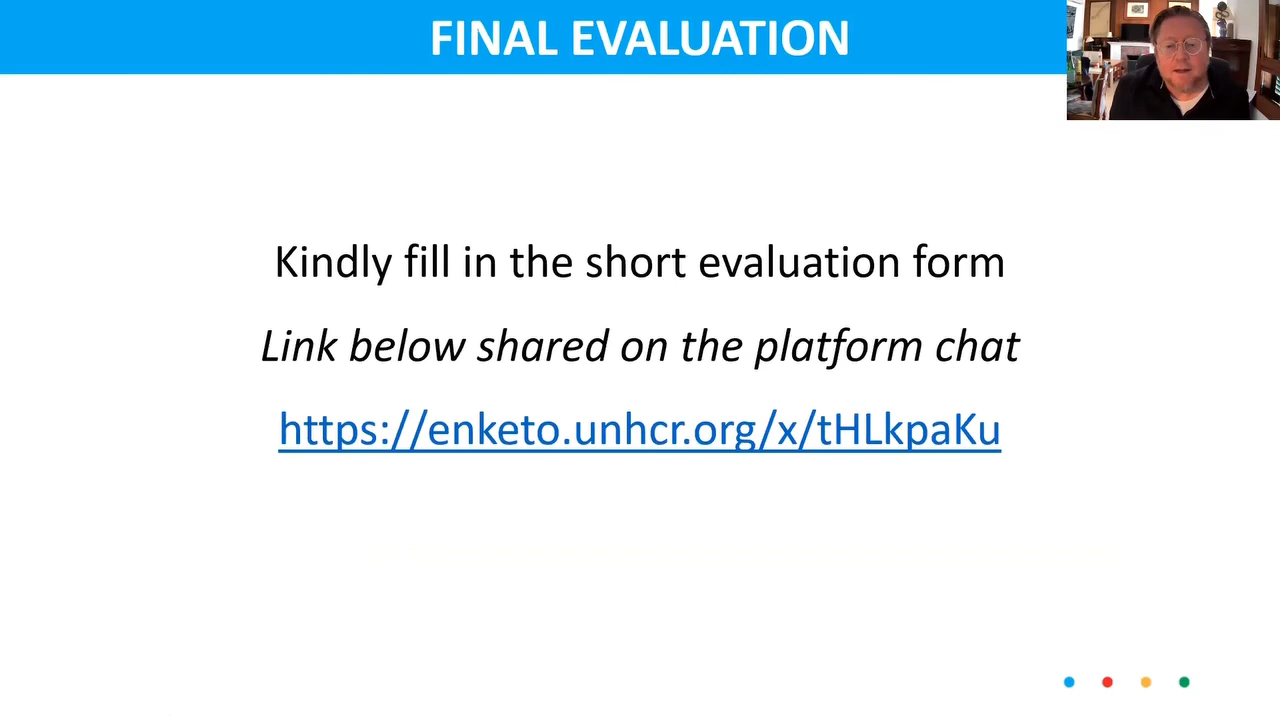 FINAL EVALUATION
Kindly fill in the short evaluation form
Link below shared on the platform chat
https://enketo.unhcr.org/x/tHLkpaKu